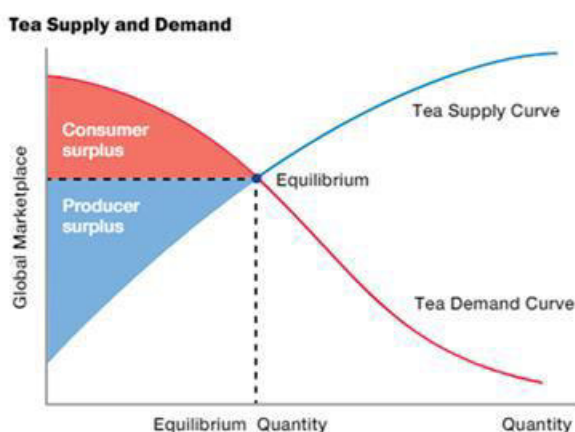 Tea Supply and Demand
Consumer
surplus
Tea Supply Curve
Equilibrium
Producer
surplus
Global Marketplace
Tea Demand Curve
Equilibrium Quantity
Quantity